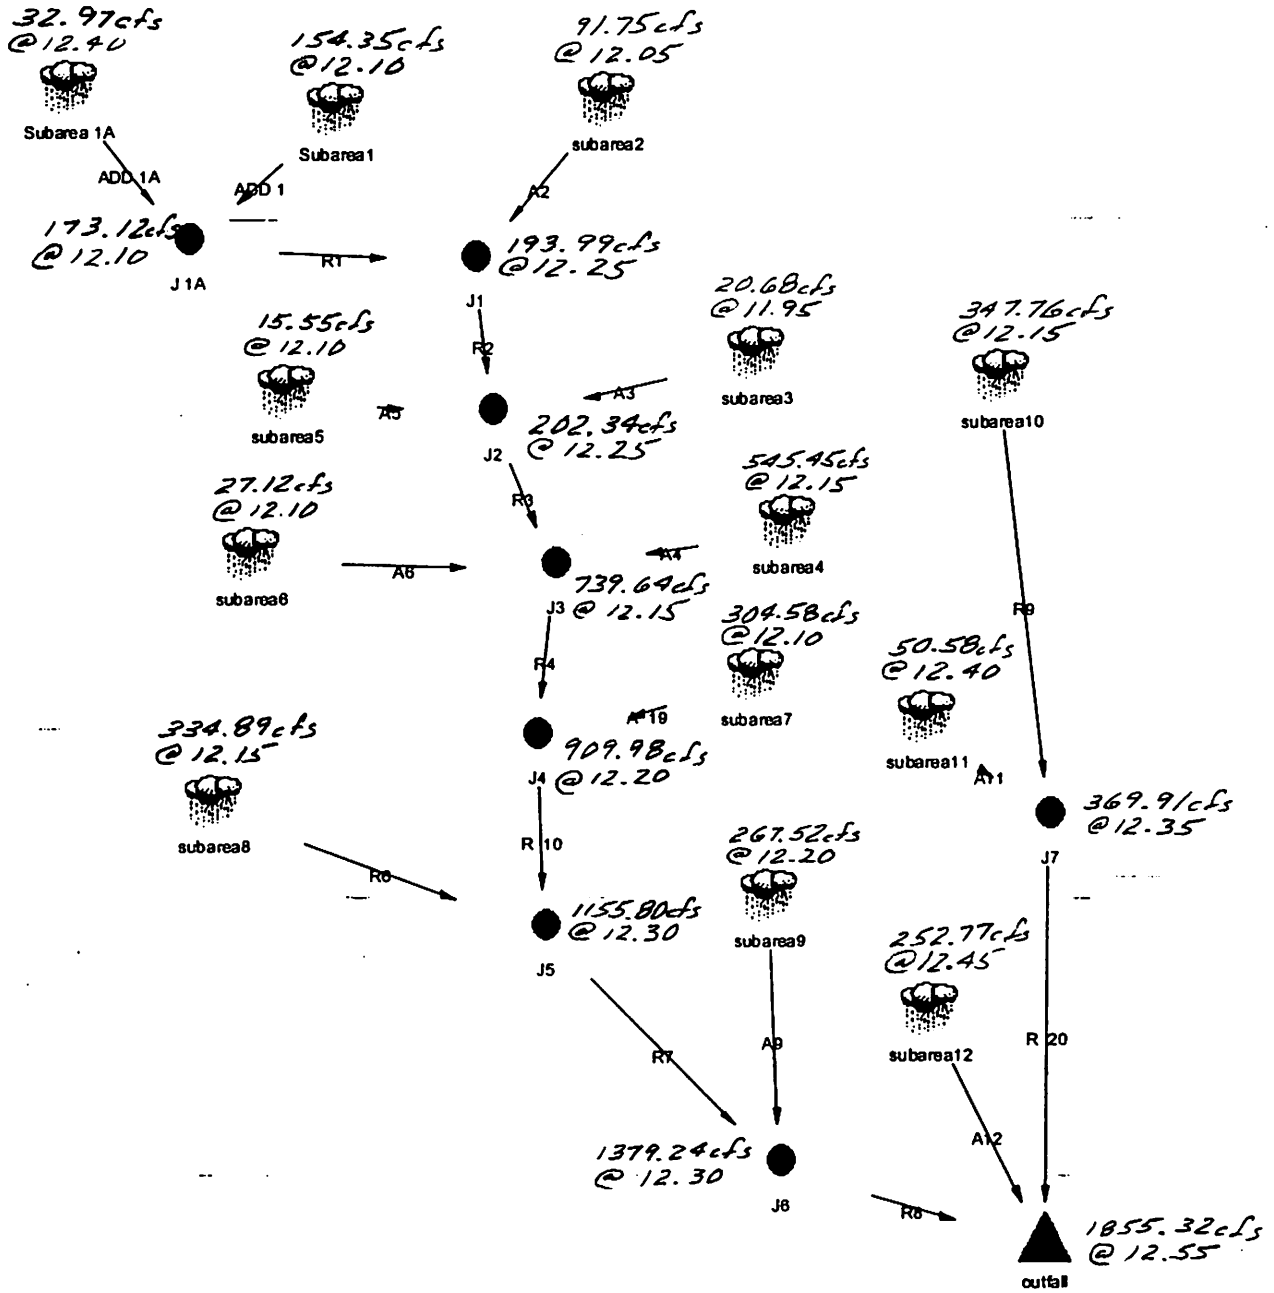 32.97cfs
@ 12.40
Subarea 1A
154.35cfs
@ 12.10
Subarea1
91.75cfs
@ 12.05
subarea2
ADD 1A
ADD 1
A2
173.12cfs
@ 12.10
J1A
R1
193.99cfs
@ 12.25
J1
R2
15.55cfs
@ 12.10
subarea5
A5
20.68cfs
@ 11.95
subarea3
A3
347.76cfs
@ 12.15
subarea10
202.34cfs
@ 12.25
J2
R3
27.12cfs
@ 12.10
subarea6
A6
545.45cfs
@ 12.15
subarea4
A4
739.64cfs
@ 12.15
J3
R4
304.58cfs
@ 12.10
subarea7
A 19
R9
50.58cfs
@ 12.40
subarea11
A11
334.89cfs
@ 12.15
subarea8
R6
909.98cfs
@ 12.20
J4
R 10
369.91cfs
@ 12.35
J7
267.52cfs
@ 12.20
subarea9
A9
1155.80cfs
@ 12.30
J5
R7
252.77cfs
@ 12.45
subarea12
A12
R 20
1379.24cfs
@ 12.30
J6
R8
1855.32cfs
@ 12.55
outfall